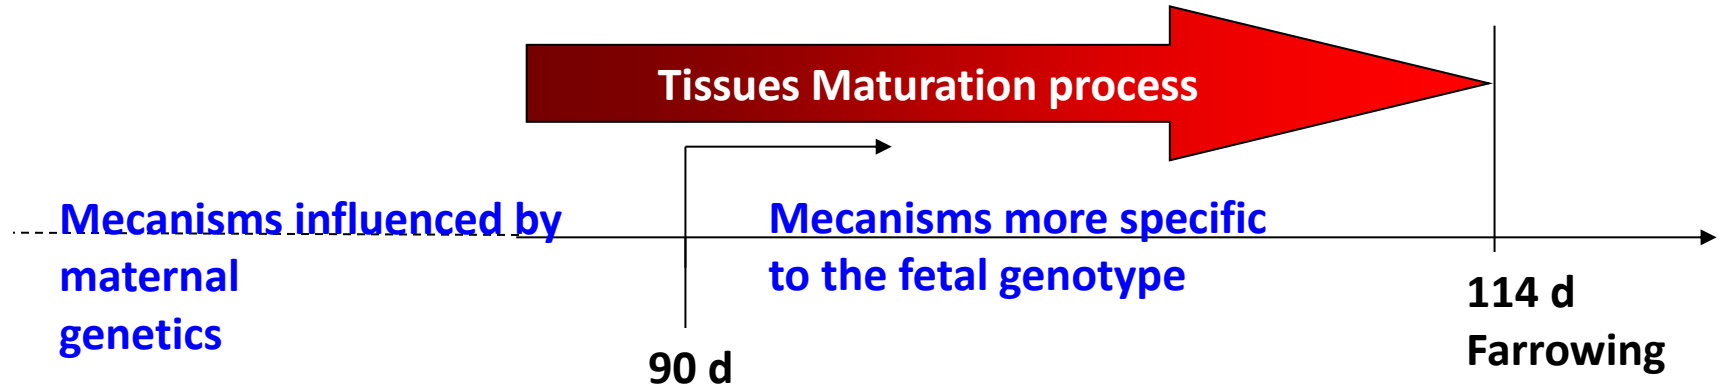 Tissues Maturation process
Mecanisms influenced by
maternal
genetics
Mecanisms more specific
to the fetal genotype
90 d
114 d
Farrowing